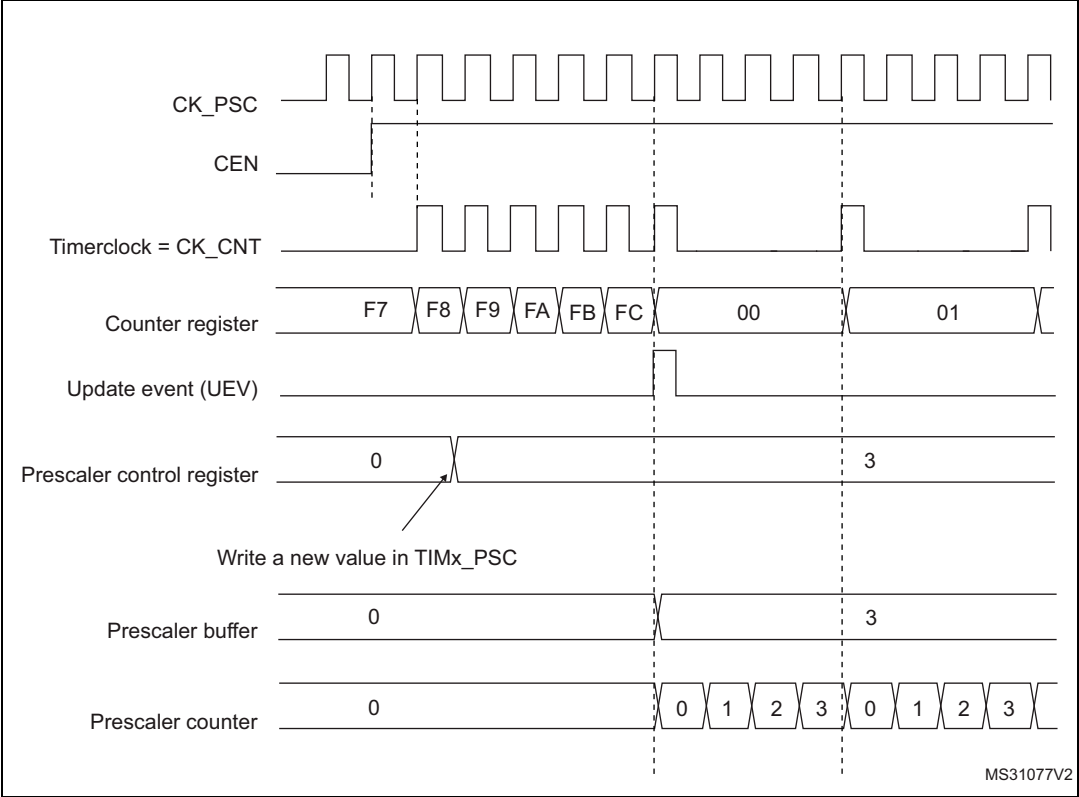 CK_PSC
CEN
Timerclock = CK_CNT
Counter register F7 F8 F9 FA FB FC 00 01
Update event (UEV)
Prescaler control register 0 3
Write a new value in TIMx_PSC
Prescaler buffer 0 3
Prescaler counter 0 0 1 2 3 0 1 2 3
MS31077V2